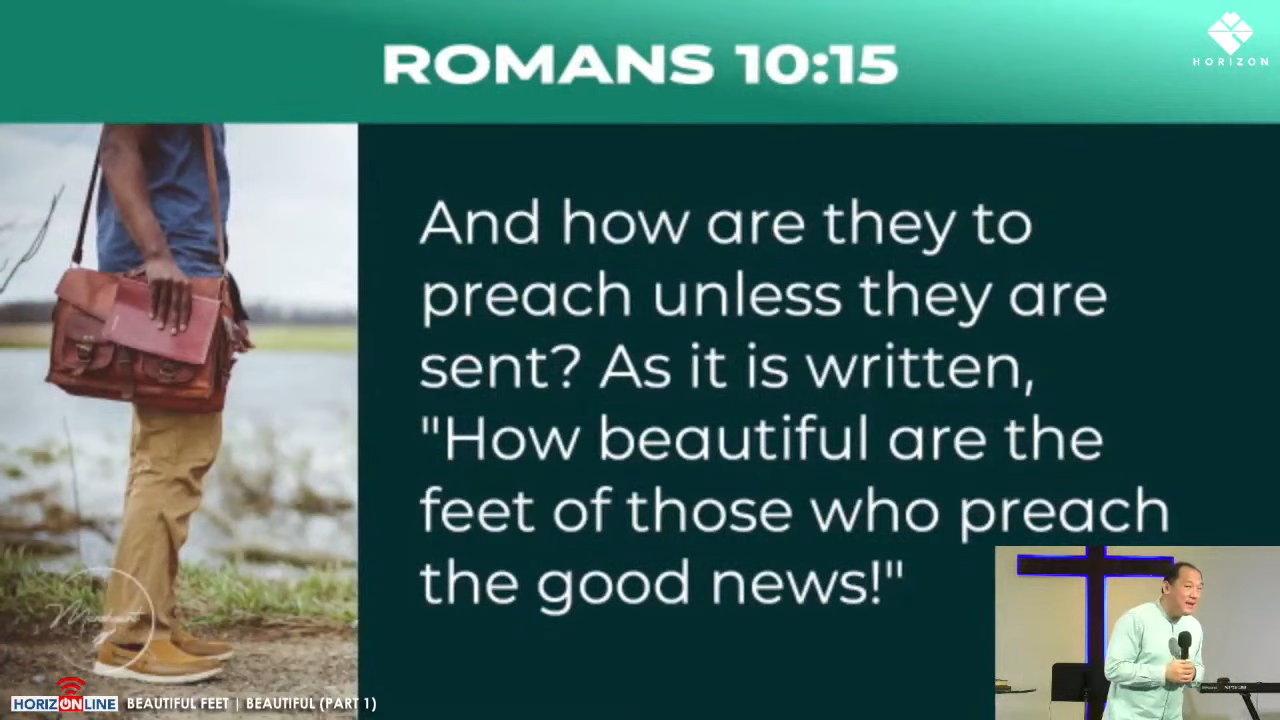 ROMANS 10:15
HORIZON
And how are they to
preach unless they are
sent? As it is written,
"How beautiful are the
feet of those who preach
the good news!"
HORIZONLINE BEAUTIFUL FEET | BEAUTIFUL (PART 1)